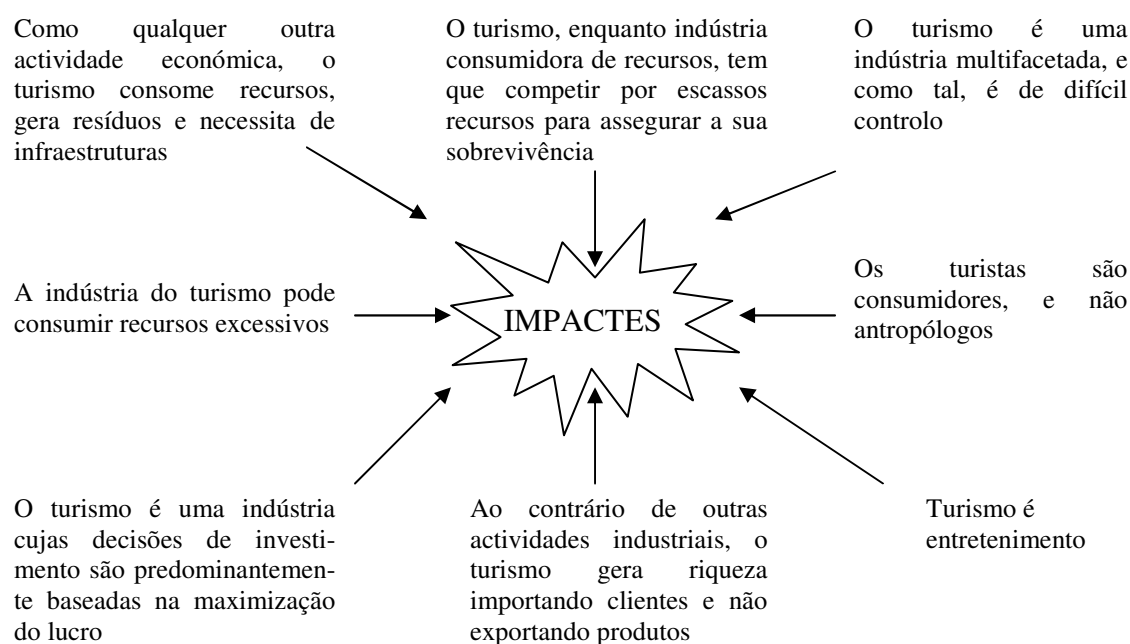 Como qualquer outra
actividade económica, o
turismo consome recursos,
gera resíduos e necessita de
infraestruturas
O turismo, enquanto indústria
consumidora de recursos, tem
que competir por escassos
recursos para assegurar a sua
sobrevivência
O turismo é uma
indústria multifacetada, e
como tal, é de difícil
controlo
A indústria do turismo pode
consumir recursos excessivos
IMPACTES
Os turistas são
consumidores, e não
antropólogos
O turismo é uma indústria
cujas decisões de investi-
mento são predominantemen-
te baseadas na maximização
do lucro
Ao contrário de outras
actividades industriais, o
turismo gera riqueza
importando clientes e não
exportando produtos
Turismo é
entretenimento